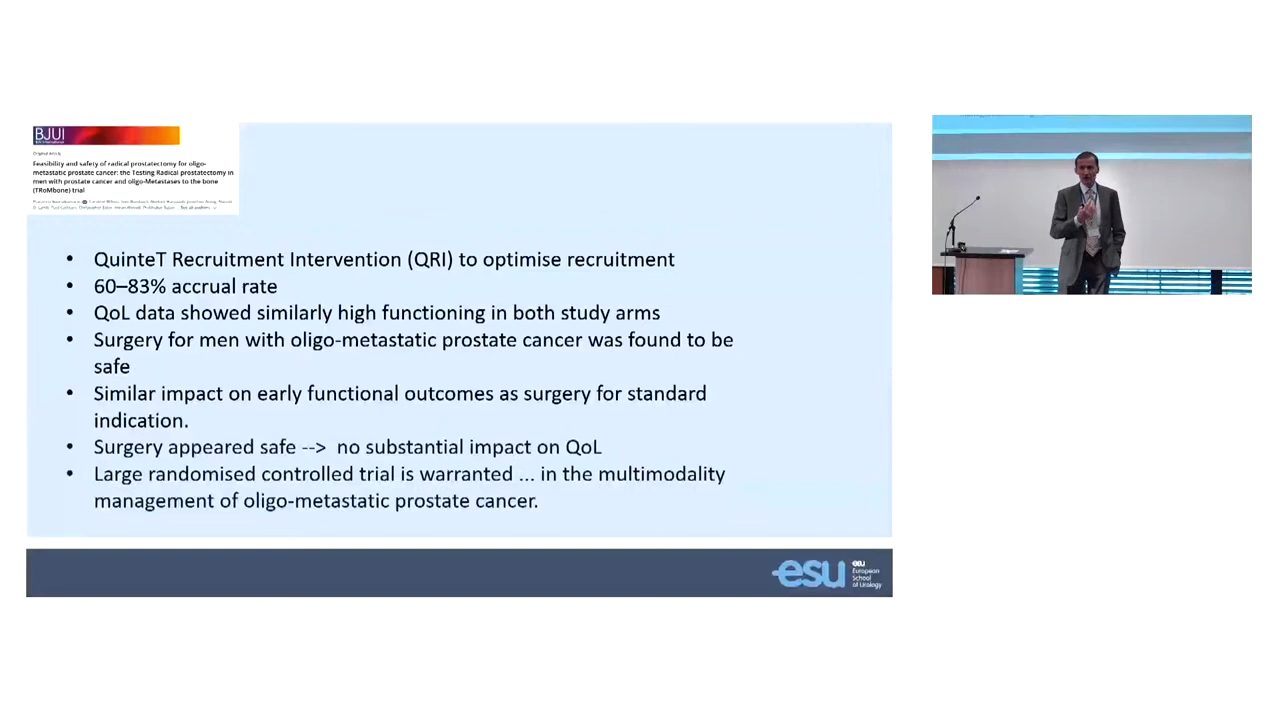 BJUI
Feasibility and safety of radical prostatectomy for oligo-
metastatic prostate cancer: the Testing Radical prostatectomy in
men with prostate cancer and oligo-Metastases to the bone
(TRoMbone) trial
• QuinteT Recruitment Intervention (QRI) to optimise recruitment
• 60–83% accrual rate
• QoL data showed similarly high functioning in both study arms
• Surgery for men with oligo-metastatic prostate cancer was found to be
safe
• Similar impact on early functional outcomes as surgery for standard
indication.
• Surgery appeared safe --> no substantial impact on QoL
• Large randomised controlled trial is warranted ... in the multimodality
management of oligo-metastatic prostate cancer.
esu
European
School
of Urology